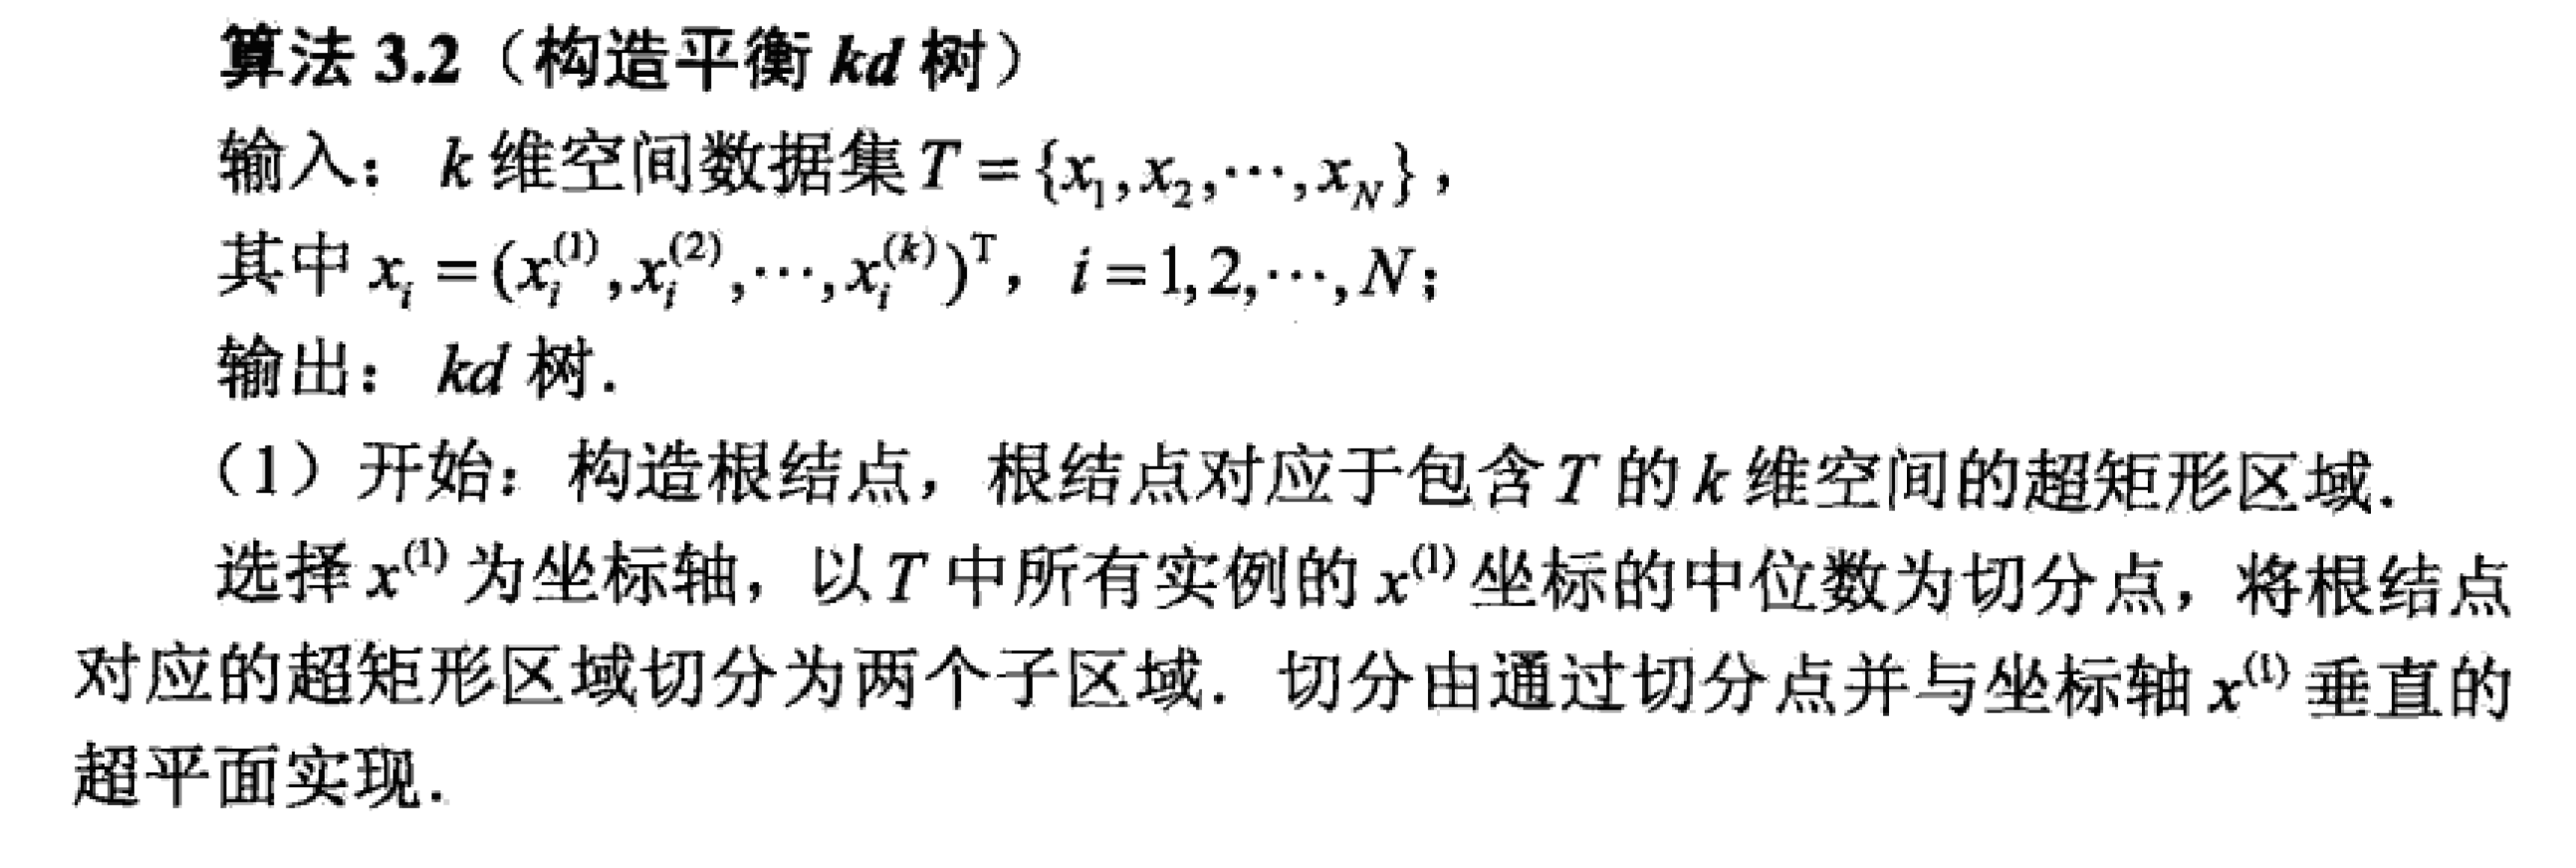 算法 3.2（构造平衡 kd 树）
输入： k 维空间数据集 T = {x₁, x₂, ⋯, x_N}，
其中 x_i = (x_i^(1), x_i^(2), ⋯, x_i^(k))^T， i = 1, 2, ⋯, N；
输出： kd 树．
（1）开始：构造根结点，根结点对应于包含 T 的 k 维空间的超矩形区域．
选择 x^(1) 为坐标轴，以 T 中所有实例的 x^(1) 坐标的中位数为切分点，将根结点
对应的超矩形区域切分为两个子区域．切分由通过切分点并与坐标轴 x^(1) 垂直的
超平面实现．